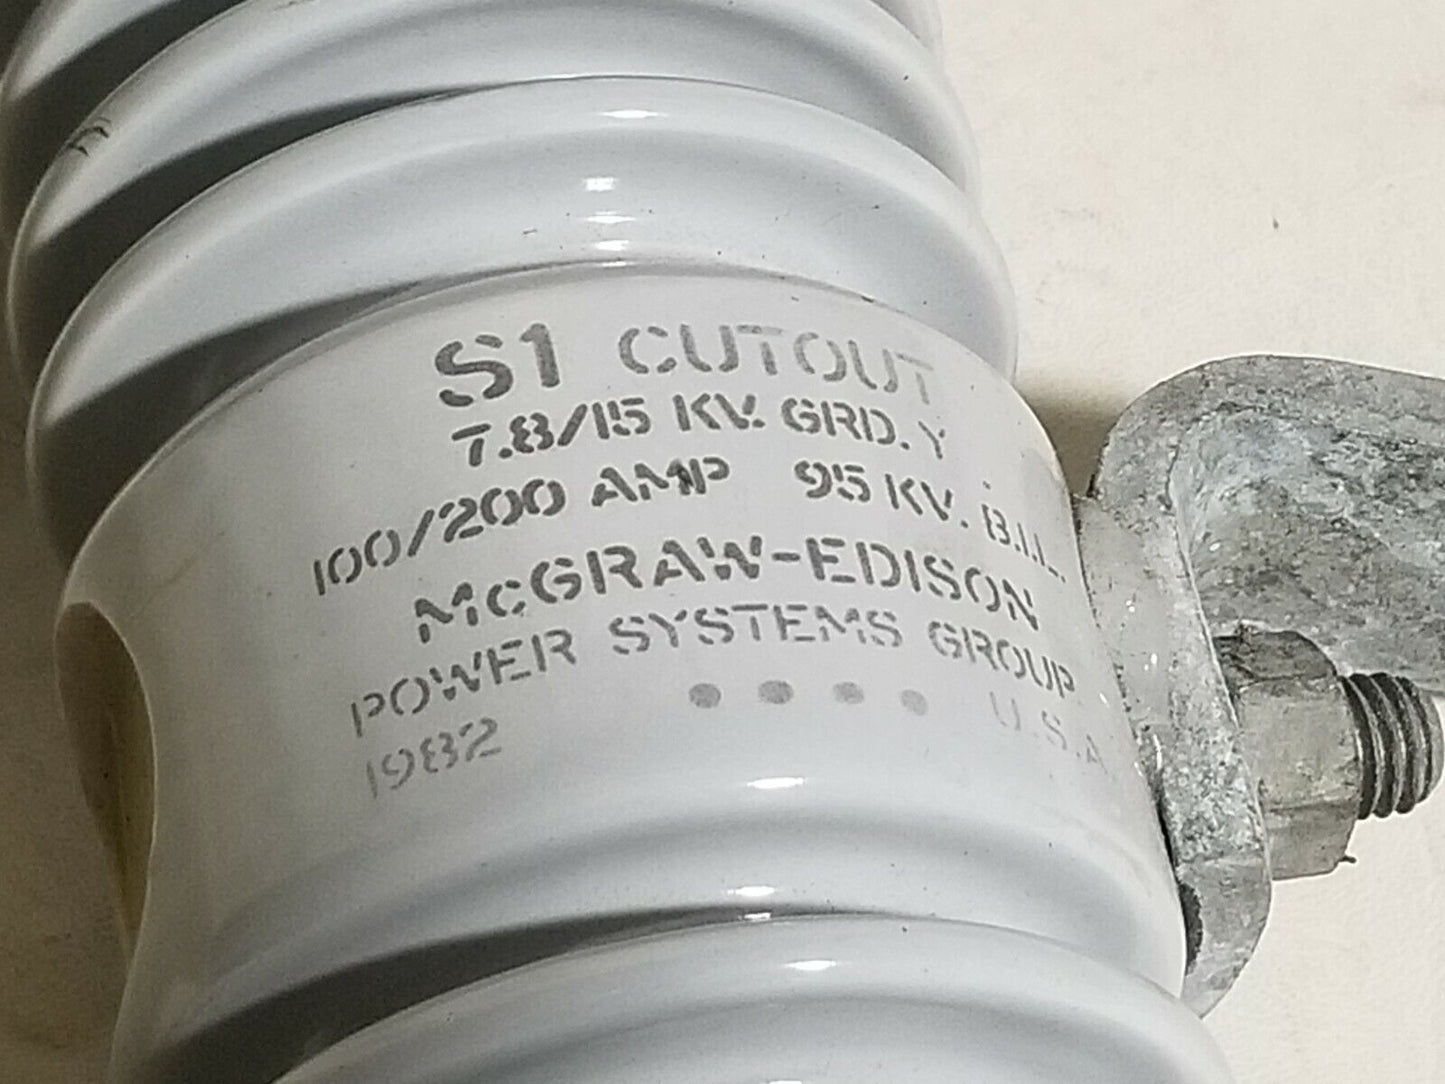 S1 CUTOUT
7.8/15 KV. GRD. Y
100/200 AMP 95 KV. B.I.L.
McGRAW-EDISON
POWER SYSTEMS GROUP
1982 • • • • U.S.A.